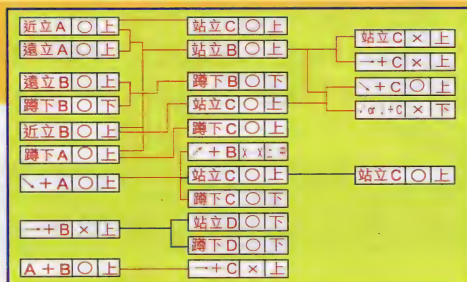 近立A ○ 上
遠立A ○ 上
遠立B ○ 下
蹲下B ○ 下
近立B ○ 上
蹲下A ○ 上
↘+A ○ 上
→+B × 上
A+B ○ 上
站立C ○ 上
站立B ○ 上
蹲下B ○ 下
站立C ○ 上
蹲下C ○ 上
↗+B
站立C ○ 上
蹲下C ○ 下
站立D ○ 下
蹲下D ○ 下
→+C × 上
站立C × 上
→+C × 上
↘+C ○ 上
+C × 下
站立C ○ 上